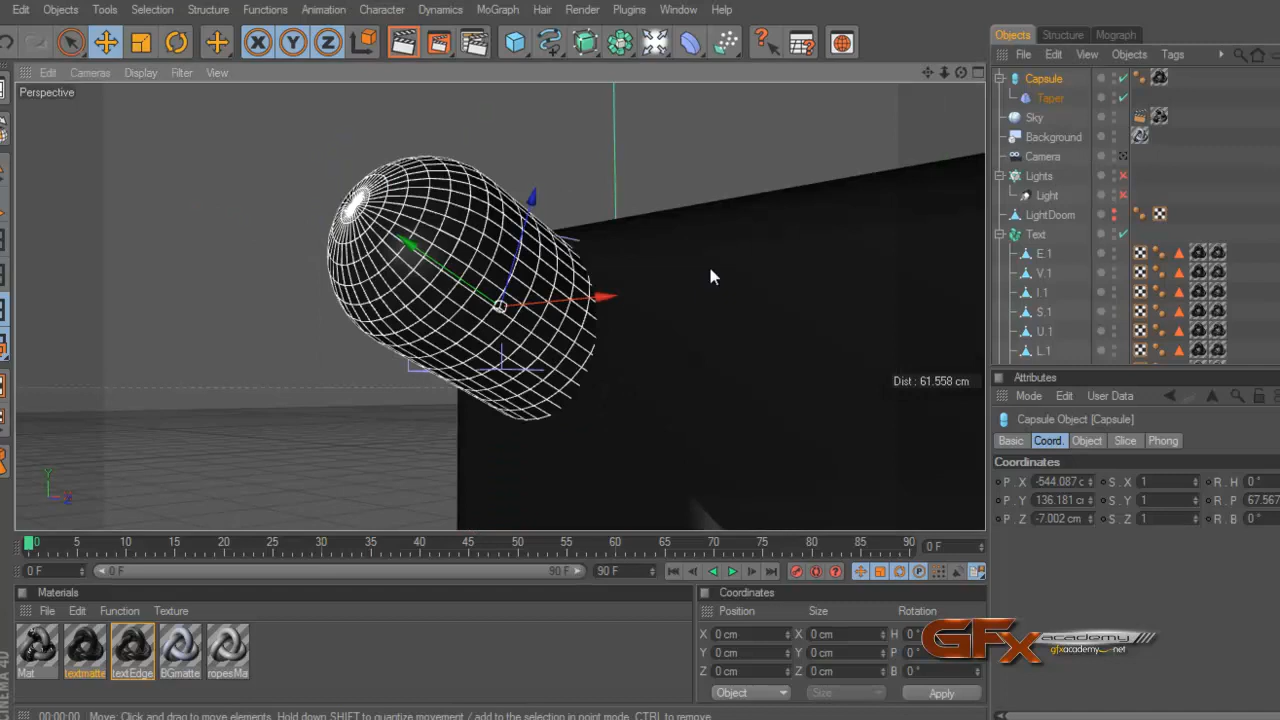 Edit Objects Tools Selection Structure Functions Animation Character Dynamics MoGraph Hair Render Plugins Window Help
Objects Structure Mograph
File Edit View Objects Tags
Edit Cameras Display Filter View
Perspective
Capsule
Taper
Sky
Background
Camera
Lights
Light
LightDoom
Text
E.1
V.1
I.1
S.1
U.1
L.1
Dist : 61.558 cm
Attributes
Mode Edit User Data
Capsule Object [Capsule]
Basic Coord. Object Slice Phong
Coordinates
P . X -544.087 c S . X 1 R . H 0°
P . Y 136.181 c S . Y 1 R . P 67.567
P . Z -7.002 cm S . Z 1 R . B 0°
Y
0 5 10 15 20 25 30 35 40 45 50 55 60 65 70 75 80 85 90 0 F
0 F 0 F 90 F 90 F
Materials
File Edit Function Texture
Mat textmatte textEdge BGmatte ropesMa
Coordinates
Position Size Rotation
X 0 cm X 0 cm H 0°
Y 0 cm Y 0 cm P 0°
Z 0 cm Z 0 cm B 0°
Object Size Apply
GFx academy
gfxacademy.net
CINEMA 4D
00:00:00 Move: Click and drag to move elements. Hold down SHIFT to quantize movement / add to the selection in point mode, CTRL to remove.